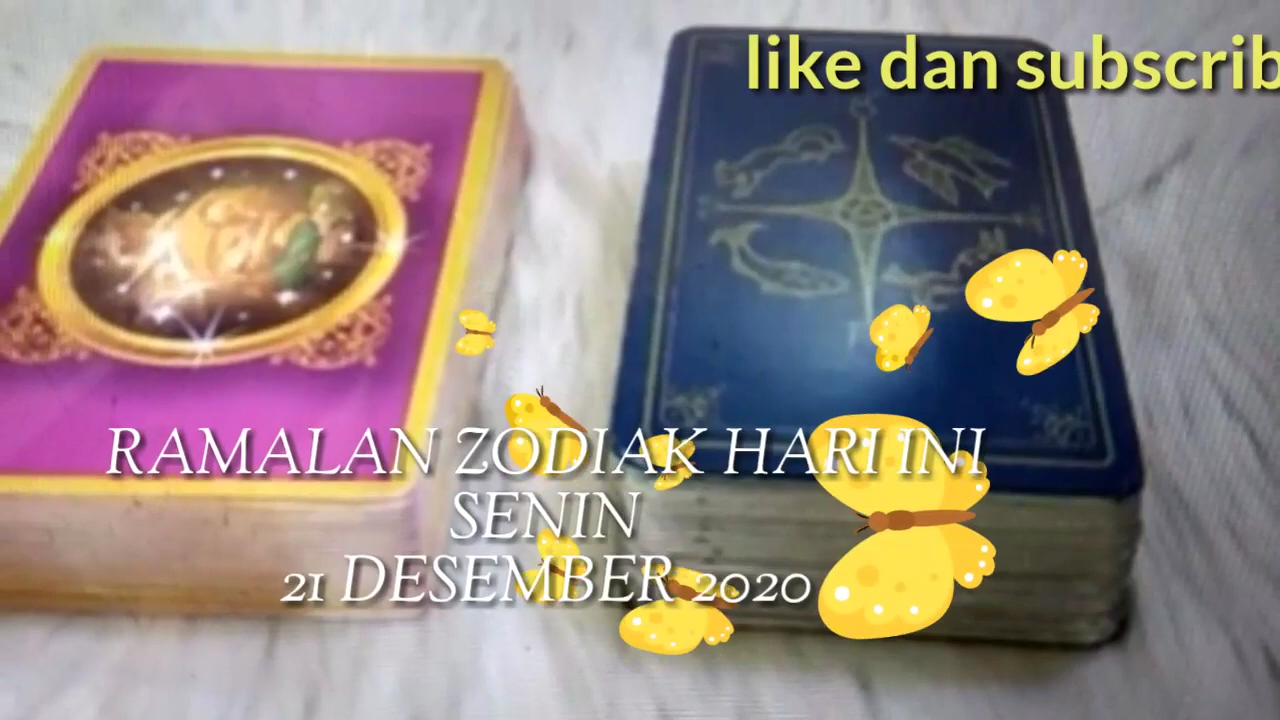 like dan subscrib
RAMALAN ZODIAK HARI INI
SENIN
21 DESEMBER 2020